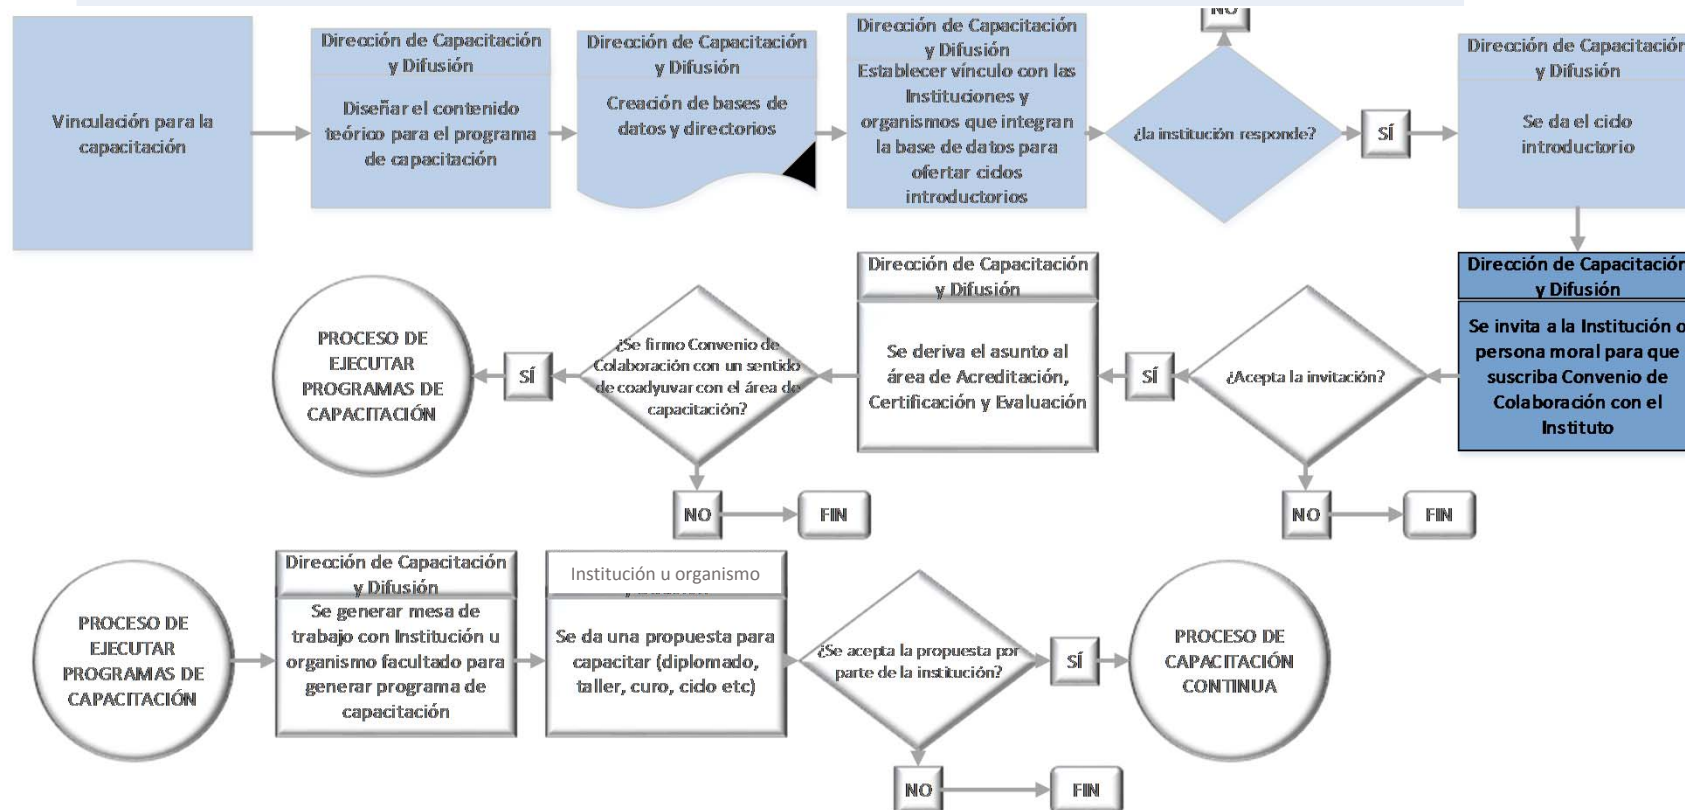 NO
Vinculación para la
capacitación
Dirección de Capacitación
y Difusión
Diseñar el contenido
teórico para el programa
de capacitación
Dirección de Capacitación
y Difusión
Creación de bases de
datos y directorios
Dirección de Capacitación
y Difusión
Establecer vínculo con las
Instituciones y
organismos que integran
la base de datos para
ofertar ciclos
introductorios
¿la institución responde?
SÍ
Dirección de Capacitación
y Difusión
Se da el ciclo
introductorio
Dirección de Capacitación
y Difusión
Se invita a la Institución o
persona moral para que
suscriba Convenio de
Colaboración con el
Instituto
¿Acepta la invitación?
SÍ
NO
FIN
Dirección de Capacitación
y Difusión
Se deriva el asunto al
área de Acreditación,
Certificación y Evaluación
¿Se firmo Convenio de
Colaboración con un sentido
de coadyuvar con el área de
capacitación?
SÍ
NO
FIN
PROCESO DE
EJECUTAR
PROGRAMAS DE
CAPACITACIÓN
PROCESO DE
EJECUTAR
PROGRAMAS DE
CAPACITACIÓN
Dirección de Capacitación
y Difusión
Se generar mesa de
trabajo con Institución u
organismo facultado para
generar programa de
capacitación
Institución u organismo
Se da una propuesta para
capacitar (diplomado,
taller, curo, ciclo etc)
¿Se acepta la propuesta por
parte de la institución?
SÍ
NO
FIN
PROCESO DE
CAPACITACIÓN
CONTINUA